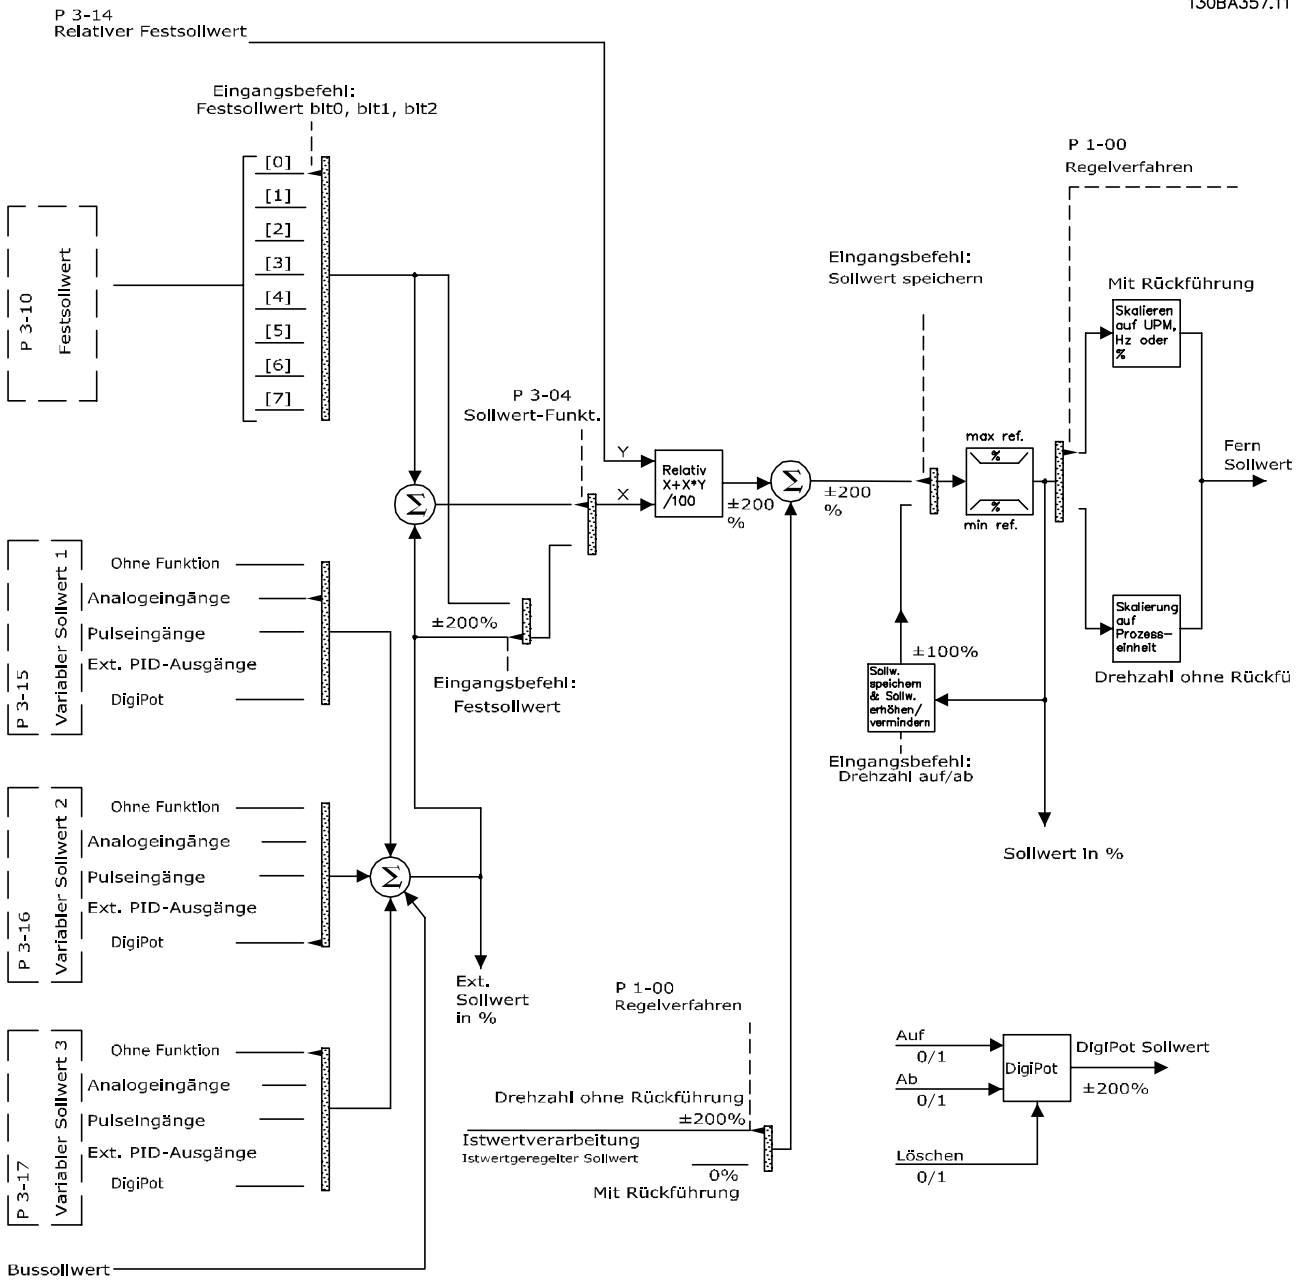 130BA357.11
P 3-14
Relativer Festsollwert
Eingangsbefehl:
Festsollwert bit0, bit1, bit2
[0]
[1]
[2]
[3]
[4]
[5]
[6]
[7]
P 3-10
Festsollwert
P 1-00
Regelverfahren
Eingangsbefehl:
Sollwert speichern
Mit Rückführung
Skalieren
auf UPM,
Hz oder
%
P 3-04
Sollwert-Funkt.
Y
X
Relativ
X+X*Y
/100
±200
%
Σ
±200
%
max ref.
%
%
min ref.
Fern
Sollwert
Σ
P 3-15
Variabler Sollwert 1
Ohne Funktion
Analogeingänge
Pulseingänge
Ext. PID-Ausgänge
DigiPot
±200%
Eingangsbefehl:
Festsollwert
±100%
Sollw.
speichern
& Sollw.
erhöhen/
vermindern
Eingangsbefehl:
Drehzahl auf/ab
Skalierung
auf
Prozess-
einheit
Drehzahl ohne Rückfü
Sollwert in %
P 3-16
Variabler Sollwert 2
Ohne Funktion
Analogeingänge
Pulseingänge
Ext. PID-Ausgänge
DigiPot
Σ
Ext.
Sollwert
in %
P 3-17
Variabler Sollwert 3
Ohne Funktion
Analogeingänge
Pulseingänge
Ext. PID-Ausgänge
DigiPot
P 1-00
Regelverfahren
Drehzahl ohne Rückführung
±200%
Istwertverarbeitung
Istwertgeregelter Sollwert
0%
Mit Rückführung
Auf
0/1
Ab
0/1
Löschen
0/1
DigiPot
DigiPot Sollwert
±200%
Bussollwert